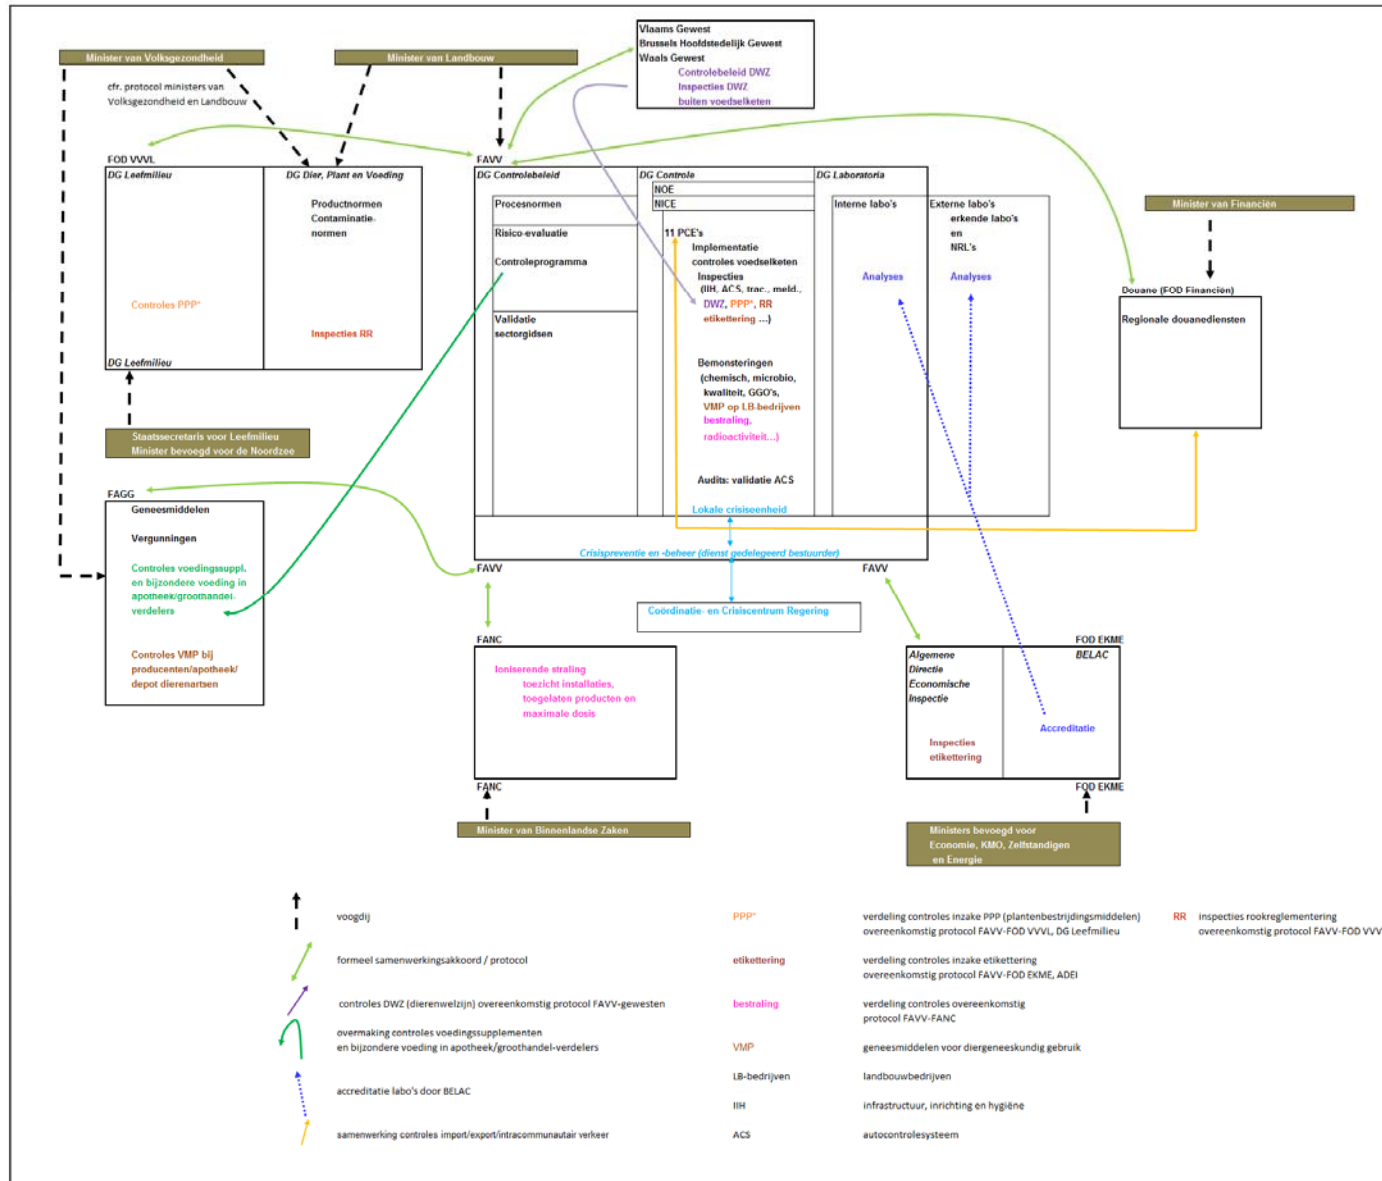 Vlaams Gewest
Brussels Hoofdstedelijk Gewest
Waals Gewest
Controlebeleid DWZ
Inspecties DWZ
buiten voedselketen
Minister van Volksgezondheid
Minister van Landbouw
cfr. protocol ministers van
Volksgezondheid en Landbouw
FOD VVVL
DG Leefmilieu
DG Dier, Plant en Voeding
Productnormen
Contaminatie-
normen
Controles PPP*
Inspecties RR
DG Leefmilieu
Staatssecretaris voor Leefmilieu
Minister bevoegd voor de Noordzee
FAVV
DG Controlebeleid
Procesnormen
Risico-evaluatie
Controleprogramma
Validatie
sectorgidsen
DG Controle
NOE
NICE
11 PCE's
Implementatie
controles voedselketen
Inspecties
(IIH, ACS, trac., meld.,
DWZ, PPP*, RR
etikettering ...)
Bemonsteringen
(chemisch, microbio,
kwaliteit, GGO's,
VMP op LB-bedrijven
bestraling,
radioactiviteit...)
Audits: validatie ACS
Lokale crisiseenheid
DG Laboratoria
Interne labo's
Analyses
Externe labo's
erkende labo's
en
NRL's
Analyses
Crisispreventie en -beheer (dienst gedelegeerd bestuurder)
FAVV
FAVV
Coördinatie- en Crisiscentrum Regering
Minister van Financiën
Douane (FOD Financiën)
Regionale douanediensten
FAGG
Geneesmiddelen
Vergunningen
Controles voedingssuppl.
en bijzondere voeding in
apotheek/groothandel-
verdelers
Controles VMP bij
producenten/apotheek/
depot dierenartsen
FANC
Ioniserende straling
toezicht installaties,
toegelaten producten en
maximale dosis
FANC
Minister van Binnenlandse Zaken
FOD EKME
Algemene
Directie
Economische
Inspectie
Inspecties
etikettering
BELAC
Accreditatie
FOD EKME
Ministers bevoegd voor
Economie, KMO, Zelfstandigen
en Energie
voogdij
formeel samenwerkingsakkoord / protocol
controles DWZ (dierenwelzijn) overeenkomstig protocol FAVV-gewesten
overmaking controles voedingssupplementen
en bijzondere voeding in apotheek/groothandel-verdelers
accreditatie labo's door BELAC
samenwerking controles import/export/intracommunautair verkeer
PPP* verdeling controles inzake PPP (plantenbestrijdingsmiddelen)
overeenkomstig protocol FAVV-FOD VVVL, DG Leefmilieu
etikettering verdeling controles inzake etikettering
overeenkomstig protocol FAVV-FOD EKME, ADEI
bestraling verdeling controles overeenkomstig
protocol FAVV-FANC
VMP geneesmiddelen voor diergeneeskundig gebruik
LB-bedrijven landbouwbedrijven
IIH infrastructuur, inrichting en hygiëne
ACS autocontrolesysteem
RR inspecties rookreglementering
overeenkomstig protocol FAVV-FOD VVV